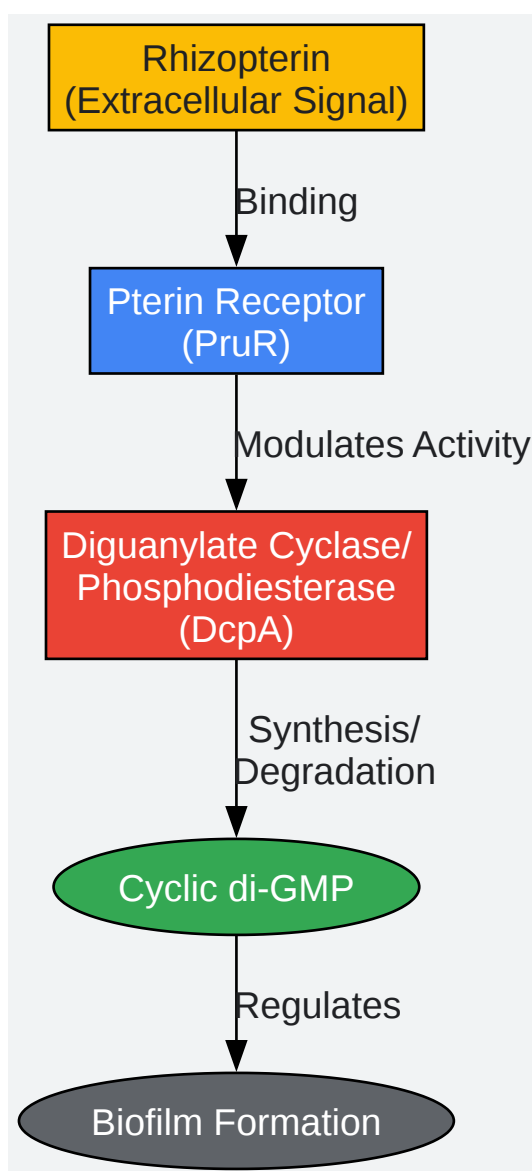 Rhizopterin
(Extracellular Signal)
Binding
Pterin Receptor
(PruR)
Modulates Activity
Diguanylate Cyclase/
Phosphodiesterase
(DcpA)
Synthesis/
Degradation
Cyclic di-GMP
Regulates
Biofilm Formation